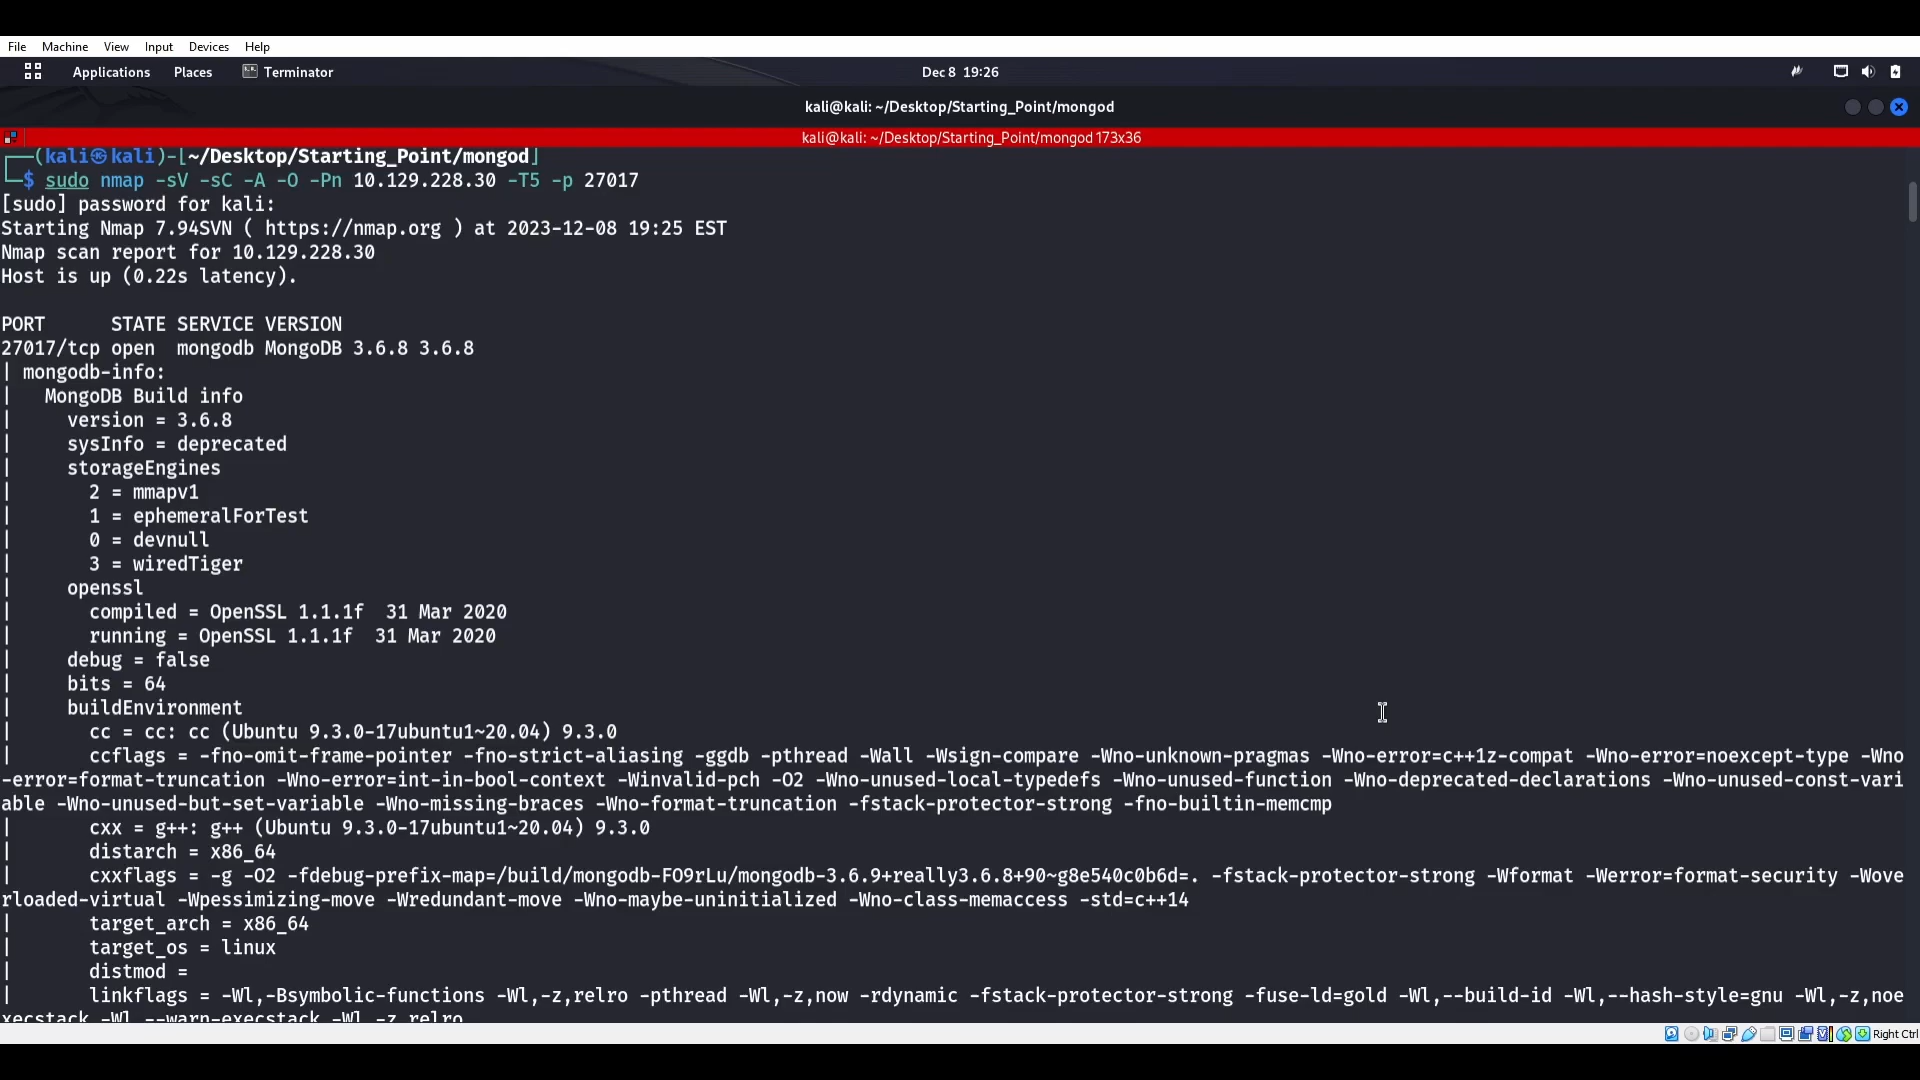 File Machine View Input Devices Help
Applications Places Terminator Dec 8 19:26
kali@kali: ~/Desktop/Starting_Point/mongod
kali@kali: ~/Desktop/Starting_Point/mongod 173x36
┌──(kali㉿kali)-[~/Desktop/Starting_Point/mongod]
└─$ sudo nmap -sV -sC -A -O -Pn 10.129.228.30 -T5 -p 27017
[sudo] password for kali:
Starting Nmap 7.94SVN ( https://nmap.org ) at 2023-12-08 19:25 EST
Nmap scan report for 10.129.228.30
Host is up (0.22s latency).
PORT      STATE SERVICE VERSION
27017/tcp open  mongodb MongoDB 3.6.8 3.6.8
| mongodb-info:
|   MongoDB Build info
|     version = 3.6.8
|     sysInfo = deprecated
|     storageEngines
|       2 = mmapv1
|       1 = ephemeralForTest
|       0 = devnull
|       3 = wiredTiger
|     openssl
|       compiled = OpenSSL 1.1.1f  31 Mar 2020
|       running = OpenSSL 1.1.1f  31 Mar 2020
|     debug = false
|     bits = 64
|     buildEnvironment
|       cc = cc: cc (Ubuntu 9.3.0-17ubuntu1~20.04) 9.3.0
|       ccflags = -fno-omit-frame-pointer -fno-strict-aliasing -ggdb -pthread -Wall -Wsign-compare -Wno-unknown-pragmas -Wno-error=c++1z-compat -Wno-error=noexcept-type -Wno
-error=format-truncation -Wno-error=int-in-bool-context -Winvalid-pch -O2 -Wno-unused-local-typedefs -Wno-unused-function -Wno-deprecated-declarations -Wno-unused-const-vari
able -Wno-unused-but-set-variable -Wno-missing-braces -Wno-format-truncation -fstack-protector-strong -fno-builtin-memcmp
|       cxx = g++: g++ (Ubuntu 9.3.0-17ubuntu1~20.04) 9.3.0
|       distarch = x86_64
|       cxxflags = -g -O2 -fdebug-prefix-map=/build/mongodb-FO9rLu/mongodb-3.6.9+really3.6.8+90~g8e540c0b6d=. -fstack-protector-strong -Wformat -Werror=format-security -Wove
rloaded-virtual -Wpessimizing-move -Wredundant-move -Wno-maybe-uninitialized -Wno-class-memaccess -std=c++14
|       target_arch = x86_64
|       target_os = linux
|       distmod =
|       linkflags = -Wl,-Bsymbolic-functions -Wl,-z,relro -pthread -Wl,-z,now -rdynamic -fstack-protector-strong -fuse-ld=gold -Wl,--build-id -Wl,--hash-style=gnu -Wl,-z,noe
xecstack -Wl,--warn-execstack -Wl,-z,relro
Right Ctrl